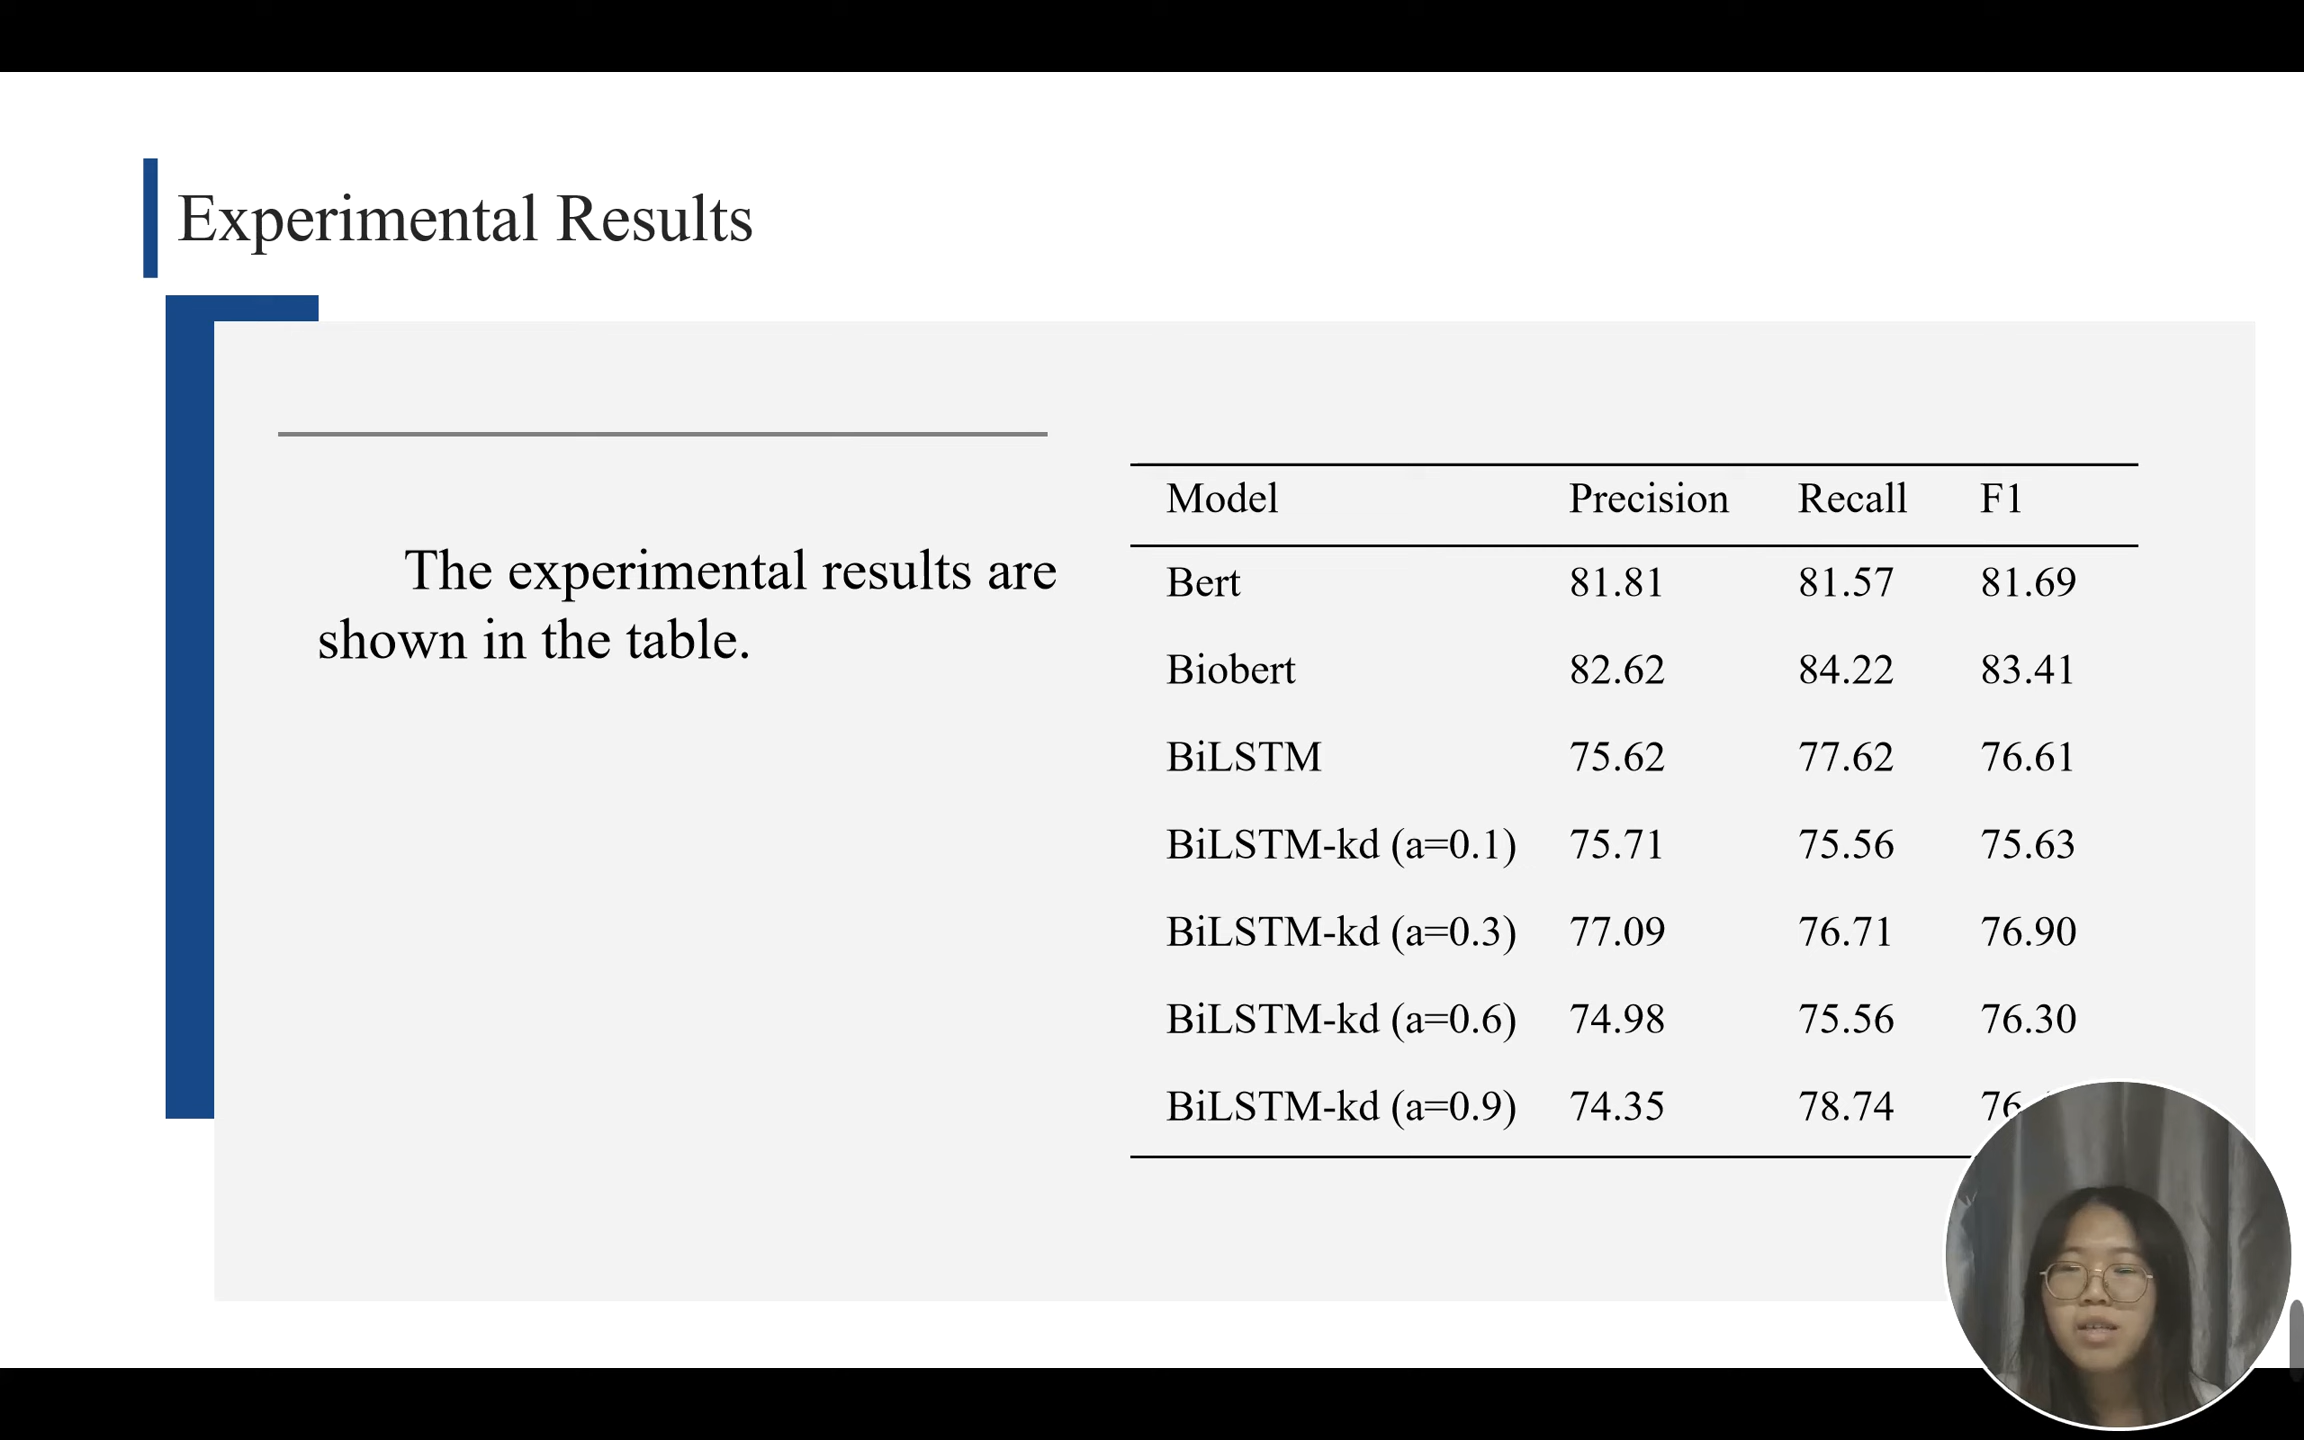 Experimental Results
The experimental results are
shown in the table.
Model Precision Recall F1
Bert 81.81 81.57 81.69
Biobert 82.62 84.22 83.41
BiLSTM 75.62 77.62 76.61
BiLSTM-kd (a=0.1) 75.71 75.56 75.63
BiLSTM-kd (a=0.3) 77.09 76.71 76.90
BiLSTM-kd (a=0.6) 74.98 75.56 76.30
BiLSTM-kd (a=0.9) 74.35 78.74